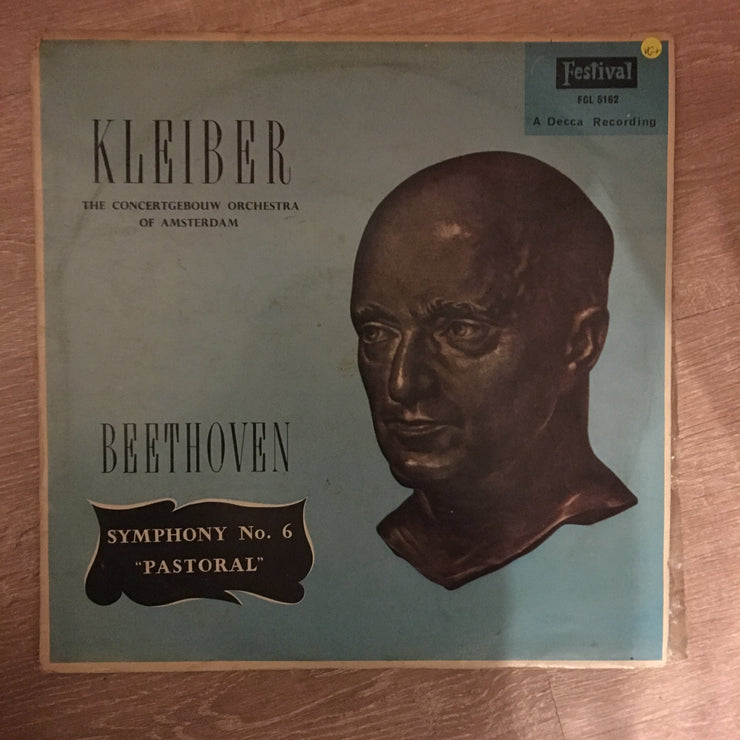 Festival
FCL 5162
A Decca Recording
KLEIBER
THE CONCERTGEBOUW ORCHESTRA
OF AMSTERDAM
BEETHOVEN
SYMPHONY No. 6
"PASTORAL"